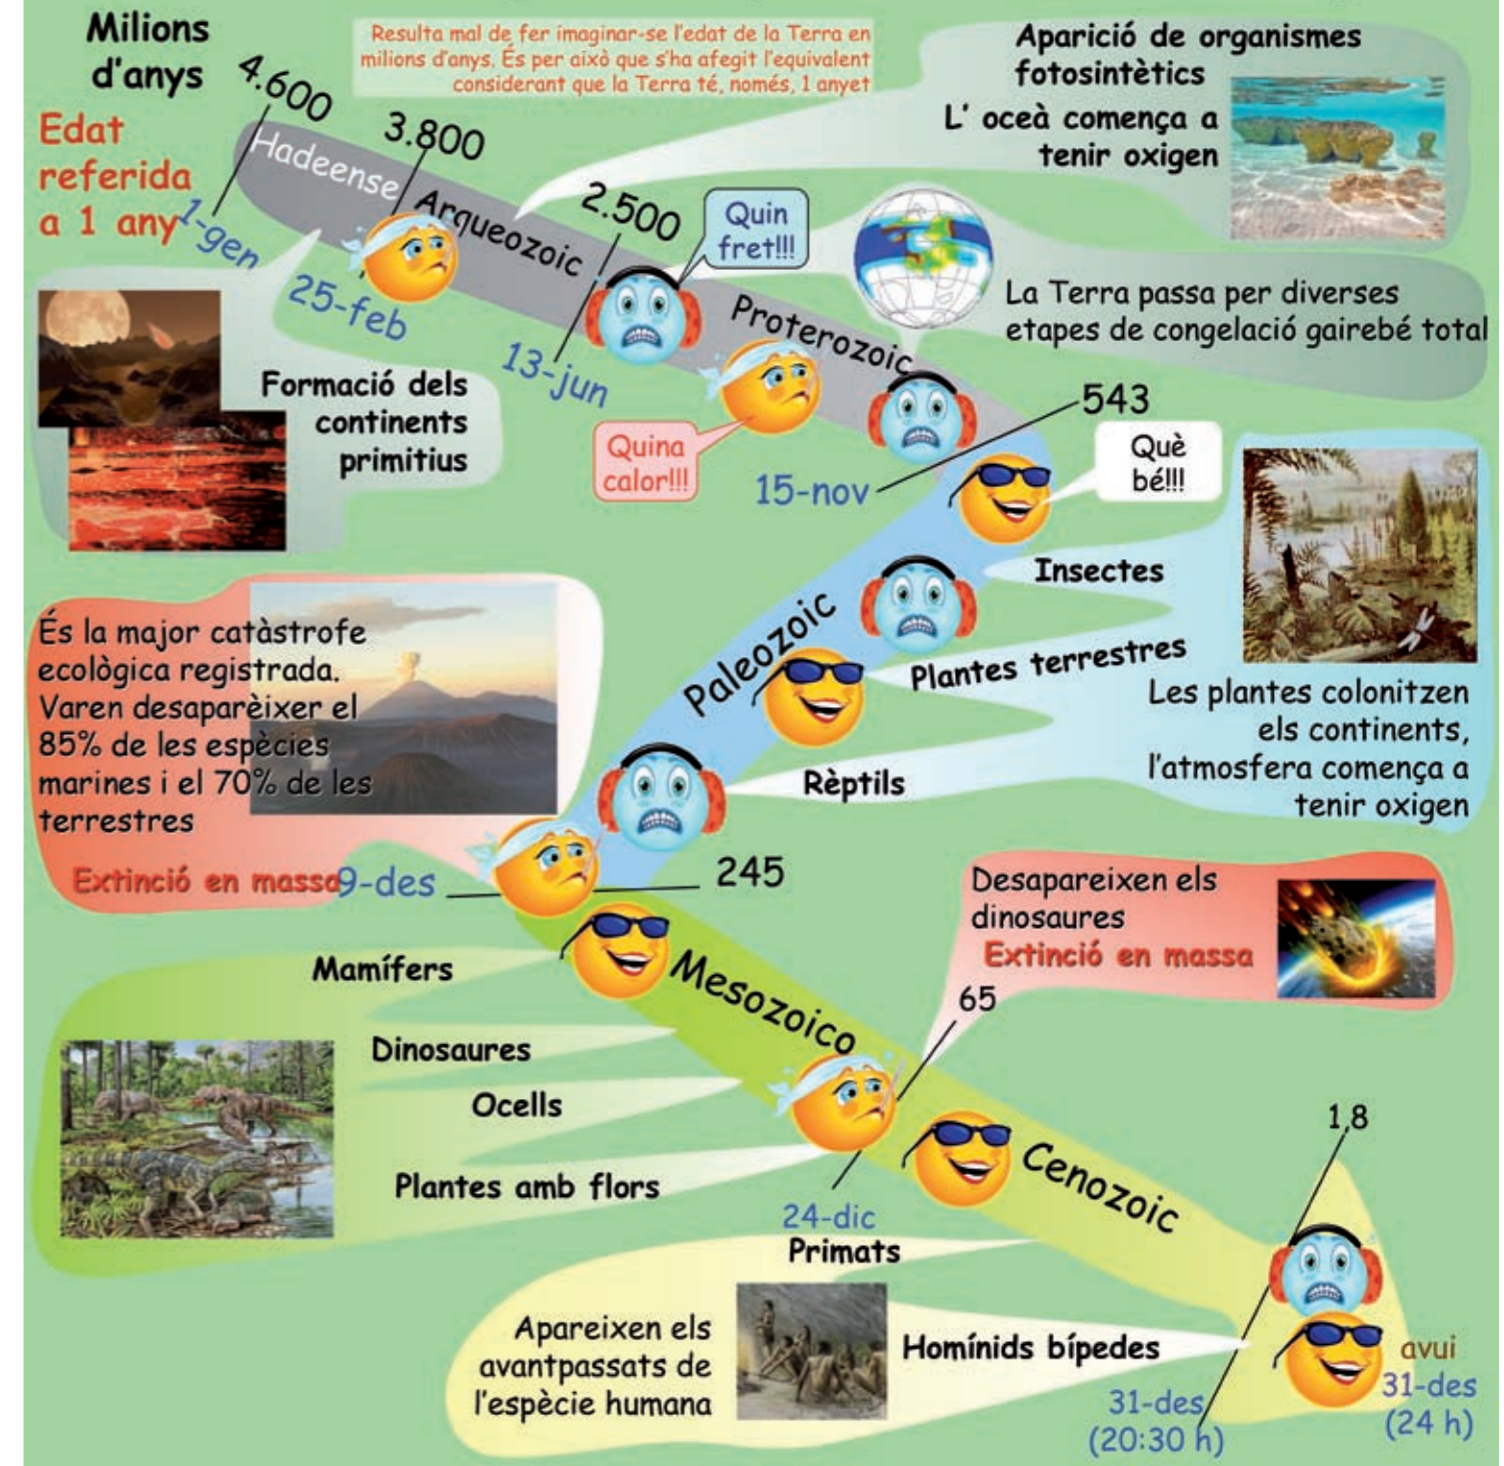 Milions
d'anys
Edat
referida
a 1 any
Resulta mal de fer imaginar-se l'edat de la Terra en
milions d'anys. És per això que s'ha afegit l'equivalent
considerant que la Terra té, només, 1 anyet
4.600
1-gen
Hadeense
3.800
25-feb
Arqueozoic
2.500
13-jun
Aparició de organismes
fotosintètics
L' oceà comença a
tenir oxigen
Quin
fret!!!
Proterozoic
La Terra passa per diverses
etapes de congelació gairebé total
Formació dels
continents
primitius
Quina
calor!!!
543
15-nov
Què
bé!!!
Insectes
Paleozoic
Plantes terrestres
Rèptils
Les plantes colonitzen
els continents,
l'atmosfera comença a
tenir oxigen
És la major catàstrofe
ecològica registrada.
Varen desaparèixer el
85% de les espècies
marines i el 70% de les
terrestres
Extinció en massa
9-des
245
Desapareixen els
dinosaures
Extinció en massa
65
Mesozoico
Mamífers
Dinosaures
Ocells
Plantes amb flors
24-dic
Cenozoic
1,8
Primats
Apareixen els
avantpassats de
l'espècie humana
Homínids bípedes
31-des
(20:30 h)
avui
31-des
(24 h)